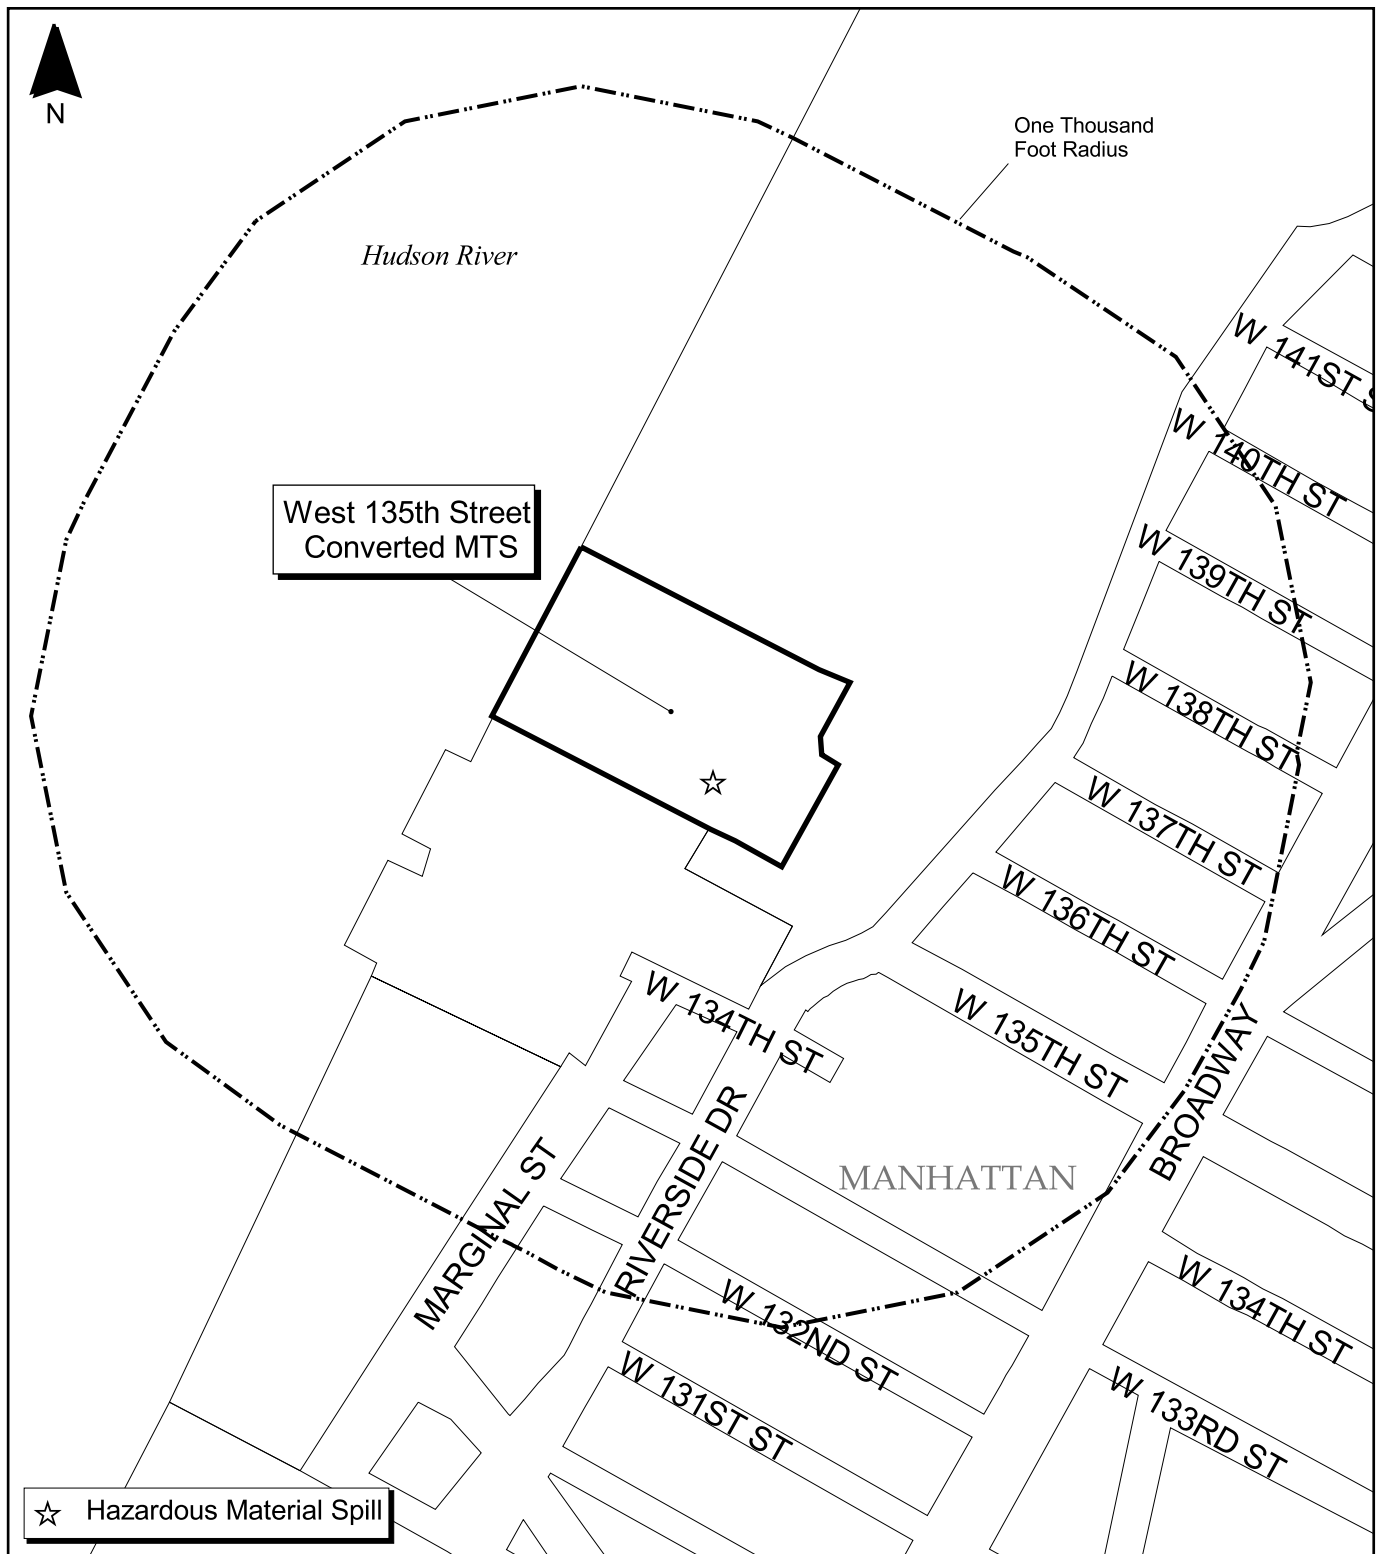 N
One Thousand
Foot Radius
Hudson River
W 141ST S
W 140TH ST
West 135th Street
Converted MTS
W 139TH ST
W 138TH ST
W 137TH ST
W 136TH ST
W 134TH ST
W 135TH ST
BROADWAY
RIVERSIDE DR
MARGINAL ST
MANHATTAN
W 132ND ST
W 134TH ST
W 131ST ST
W 133RD ST
Hazardous Material Spill